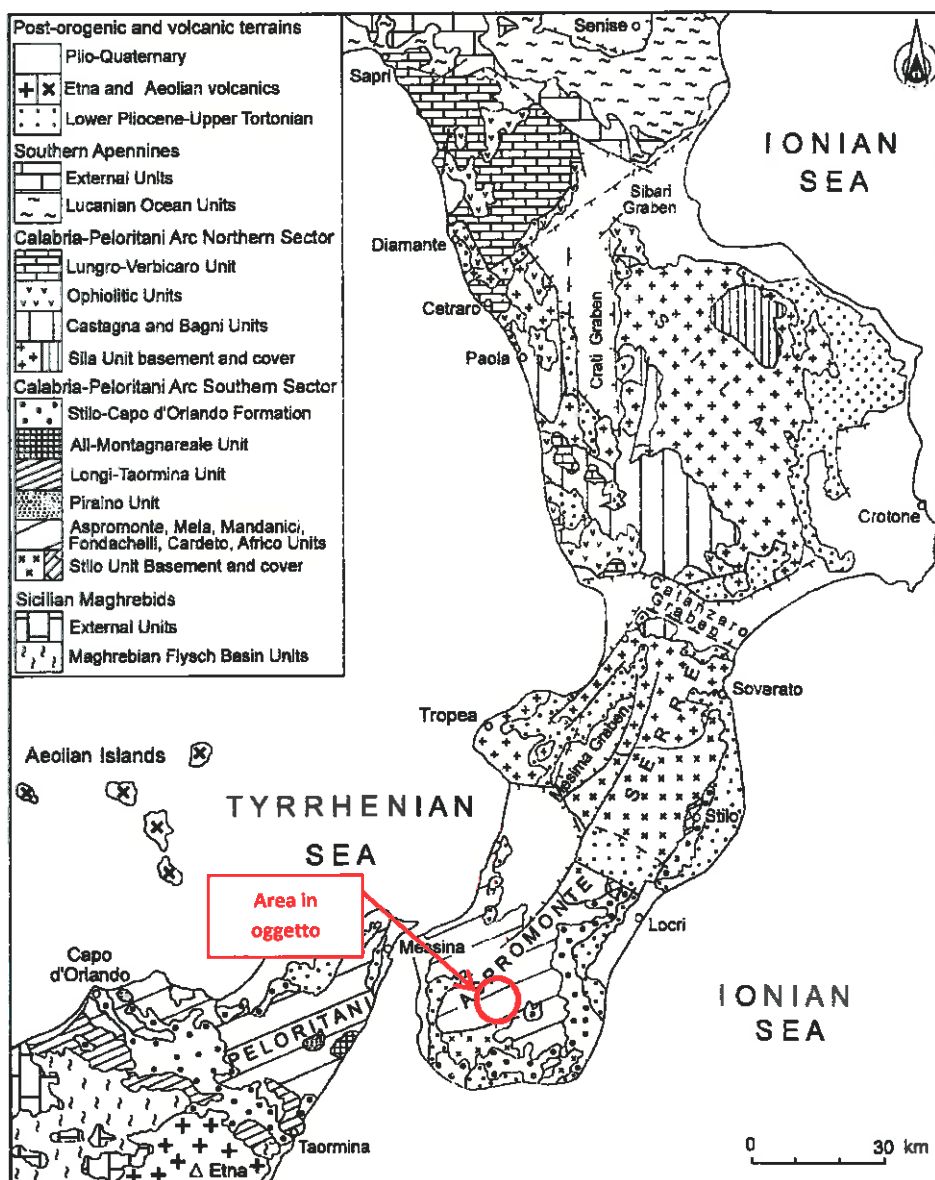 Post-orogenic and volcanic terrains
Plio-Quaternary
Etna and Aeolian volcanics
Lower Pliocene-Upper Tortonian
Southern Apennines
External Units
Lucanian Ocean Units
Calabria-Peloritani Arc Northern Sector
Lungro-Verbicaro Unit
Ophiolitic Units
Castagna and Bagni Units
Sila Unit basement and cover
Calabria-Peloritani Arc Southern Sector
Stilo-Capo d'Orlando Formation
Alì-Montagnareale Unit
Longi-Taormina Unit
Piraino Unit
Aspromonte, Mela, Mandanici,
Fondachelli, Cardeto, Africo Units
Stilo Unit Basement and cover
Sicilian Maghrebids
External Units
Maghrebian Flysch Basin Units
Senise
Sapri
IONIAN
SEA
Sibari
Graben
Diamante
Cetraro
Crati Graben
SILA
Paola
Crotone
Catanzaro
Graben
Soverato
Tropea
Mesima Graben
SERRE
Aeolian Islands
Stilo
TYRRHENIAN
SEA
Area in
oggetto
Locri
ASPROMONTE
Messina
Capo
d'Orlando
IONIAN
SEA
PELORITANI
Taormina
Etna
0 30 km